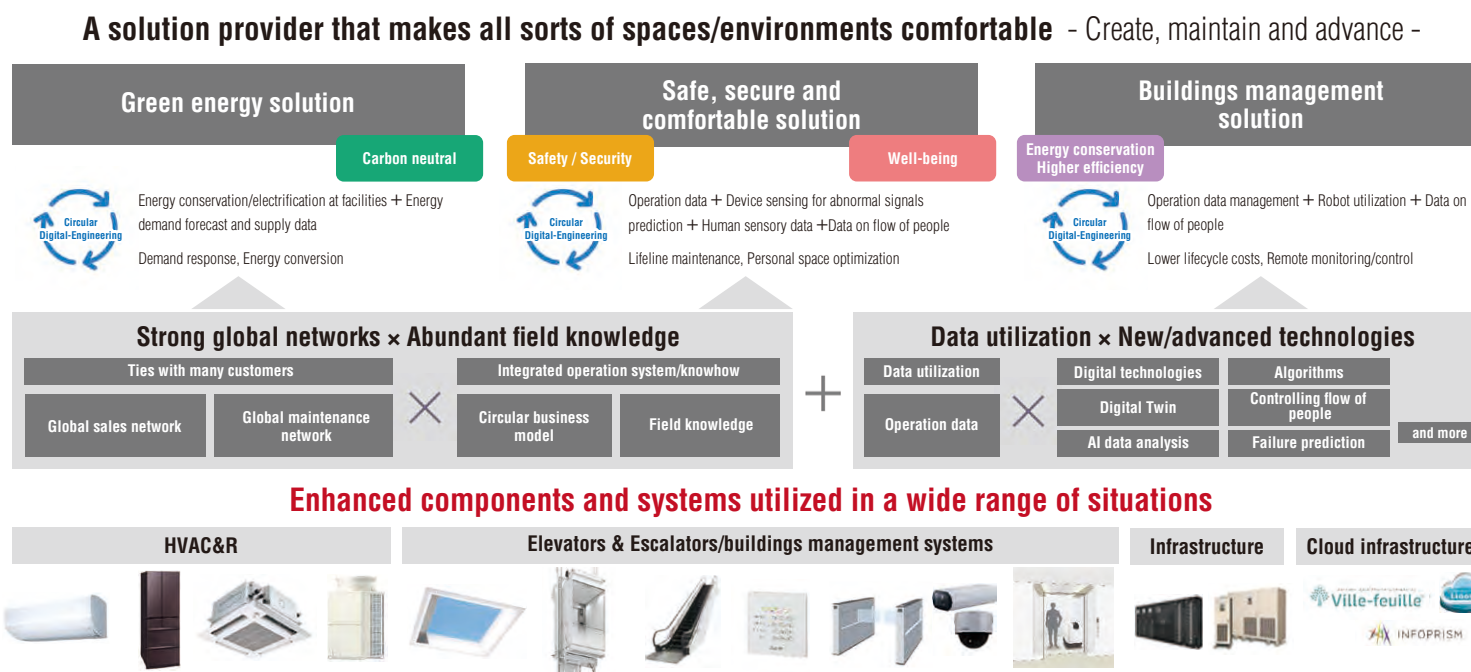 A solution provider that makes all sorts of spaces/environments comfortable - Create, maintain and advance -
Green energy solution
Carbon neutral
Circular
Digital-Engineering
Energy conservation/electrification at facilities + Energy
demand forecast and supply data
Demand response, Energy conversion
Safe, secure and
comfortable solution
Safety / Security
Well-being
Circular
Digital-Engineering
Operation data + Device sensing for abnormal signals
prediction + Human sensory data +Data on flow of people
Lifeline maintenance, Personal space optimization
Buildings management
solution
Energy conservation
Higher efficiency
Circular
Digital-Engineering
Operation data management + Robot utilization + Data on
flow of people
Lower lifecycle costs, Remote monitoring/control
Strong global networks × Abundant field knowledge
Ties with many customers
Global sales network
Global maintenance
network
×
Integrated operation system/knowhow
Circular business
model
Field knowledge
+
Data utilization × New/advanced technologies
Data utilization
Operation data
×
Digital technologies
Algorithms
Digital Twin
Controlling flow of
people
AI data analysis
Failure prediction
and more
Enhanced components and systems utilized in a wide range of situations
HVAC&R
Elevators & Escalators/buildings management systems
Infrastructure
Cloud infrastructure
Ville-feuille
INFOPRISM